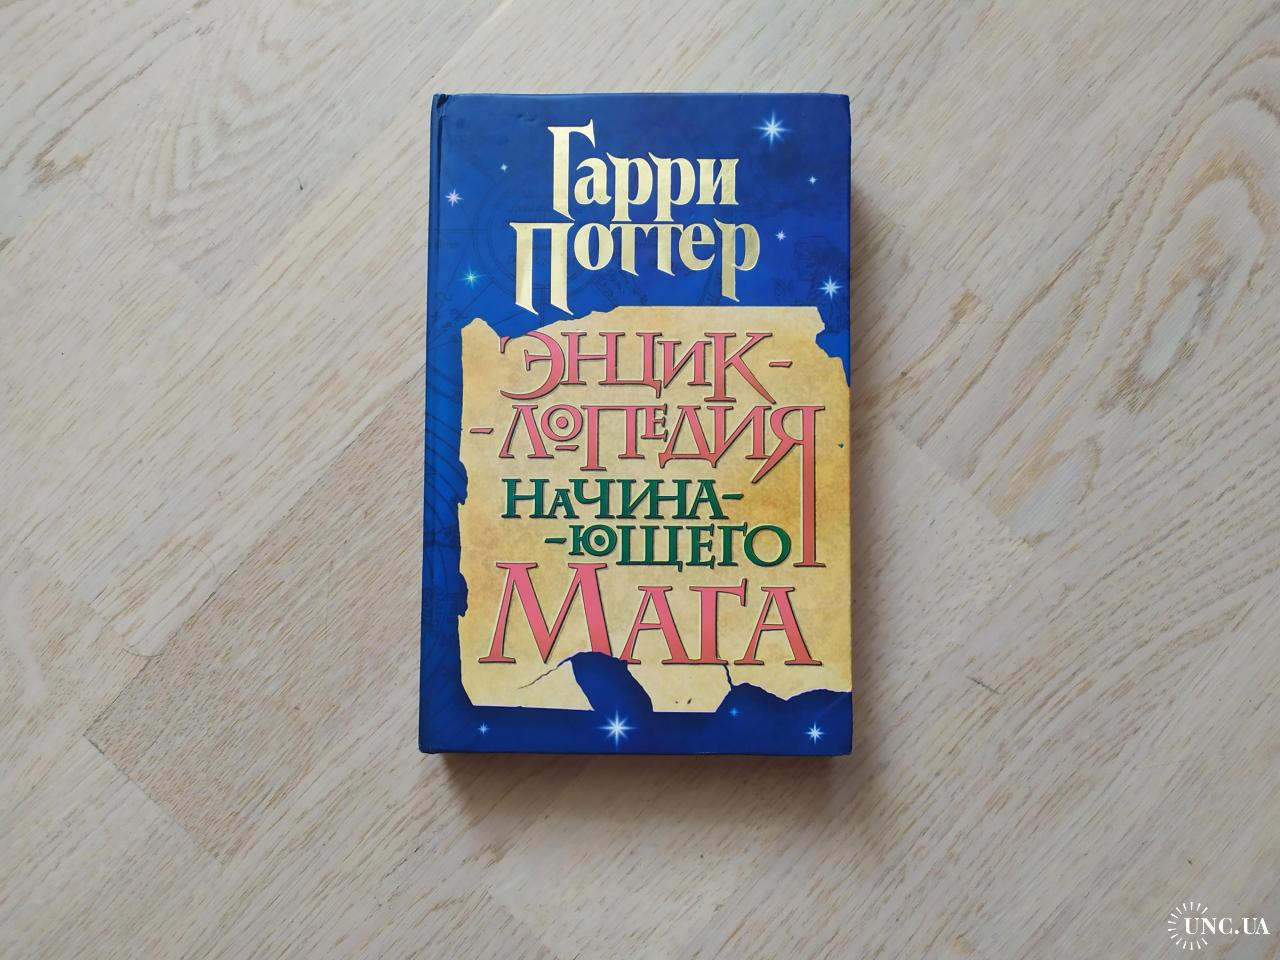 Гарри
Поттер
ЭНЦИК-
-ЛОПЕДИЯ
НАЧИНА-
-ЮЩЕГО
МАГА
UNC.UA